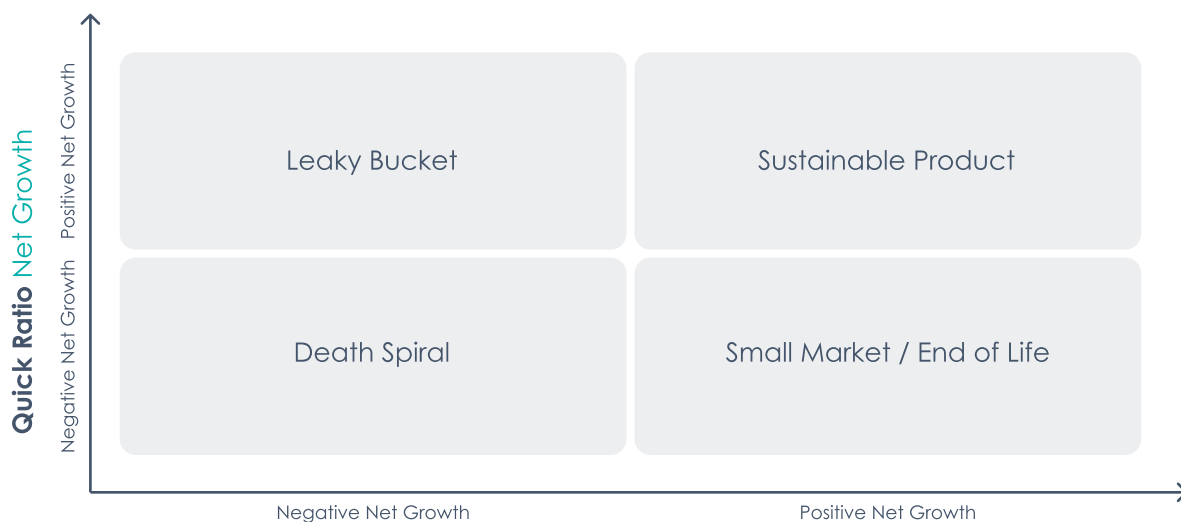 Quick Ratio Net Growth
Positive Net Growth
Negative Net Growth
Leaky Bucket
Sustainable Product
Death Spiral
Small Market / End of Life
Negative Net Growth
Positive Net Growth